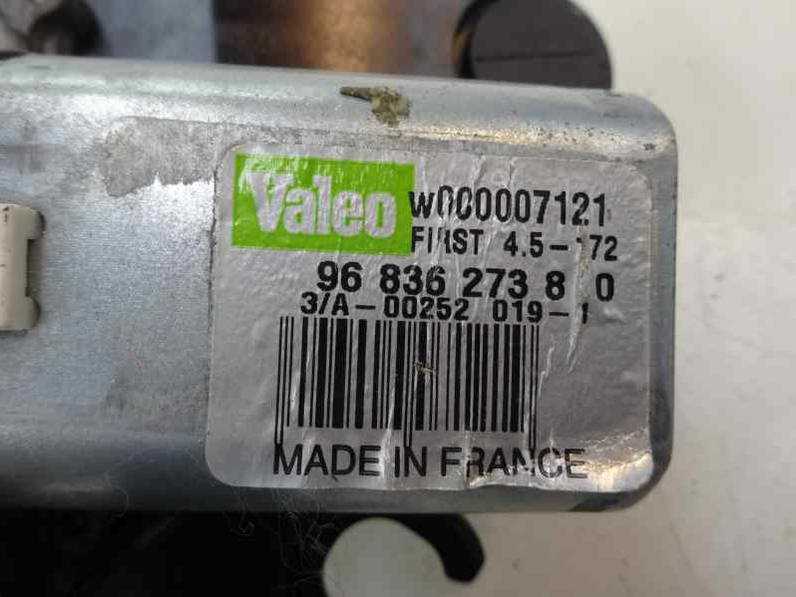 Valeo
W000007121
FIRST 4.5-172
96 836 273 8 0
3/A-00252 019-1
MADE IN FRANCE